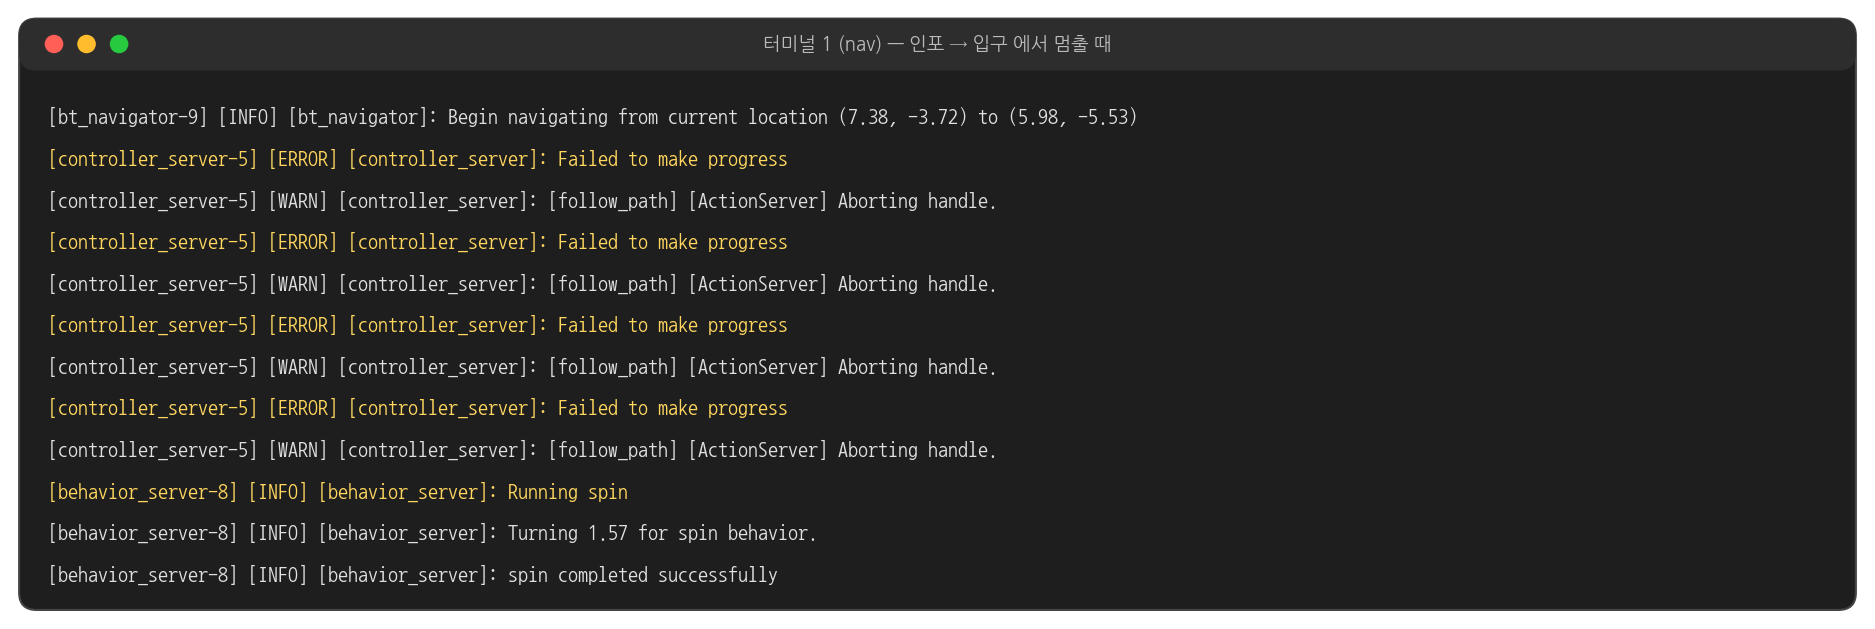 터미널 1 (nav) — 인포 → 입구 에서 멈출 때
[bt_navigator-9] [INFO] [bt_navigator]: Begin navigating from current location (7.38, -3.72) to (5.98, -5.53)
[controller_server-5] [ERROR] [controller_server]: Failed to make progress
[controller_server-5] [WARN] [controller_server]: [follow_path] [ActionServer] Aborting handle.
[controller_server-5] [ERROR] [controller_server]: Failed to make progress
[controller_server-5] [WARN] [controller_server]: [follow_path] [ActionServer] Aborting handle.
[controller_server-5] [ERROR] [controller_server]: Failed to make progress
[controller_server-5] [WARN] [controller_server]: [follow_path] [ActionServer] Aborting handle.
[controller_server-5] [ERROR] [controller_server]: Failed to make progress
[controller_server-5] [WARN] [controller_server]: [follow_path] [ActionServer] Aborting handle.
[behavior_server-8] [INFO] [behavior_server]: Running spin
[behavior_server-8] [INFO] [behavior_server]: Turning 1.57 for spin behavior.
[behavior_server-8] [INFO] [behavior_server]: spin completed successfully